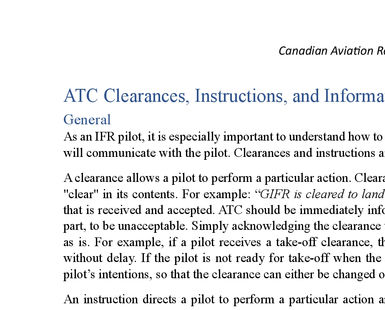 Canadian Aviation R
ATC Clearances, Instructions, and Informa
General
As an IFR pilot, it is especially important to understand how to
will communicate with the pilot. Clearances and instructions a
A clearance allows a pilot to perform a particular action. Cleara
"clear" in its contents. For example: “GIFR is cleared to land
that is received and accepted. ATC should be immediately info
part, to be unacceptable. Simply acknowledging the clearance
as is. For example, if a pilot receives a take-off clearance, th
without delay. If the pilot is not ready for take-off when the
pilot’s intentions, so that the clearance can either be changed o
An instruction directs a pilot to perform a particular action a